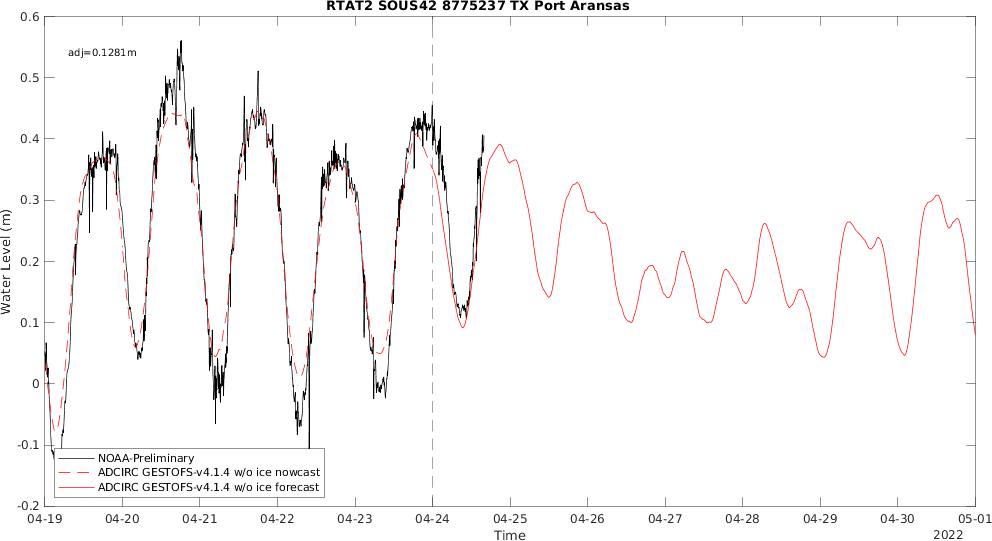 RTAT2 SOUS42 8775237 TX Port Aransas
adj=0.1281m
0.6
0.5
0.4
0.3
0.2
0.1
0
-0.1
-0.2
Water Level (m)
NOAA-Preliminary
ADCIRC GESTOFS-v4.1.4 w/o ice nowcast
ADCIRC GESTOFS-v4.1.4 w/o ice forecast
04-19 04-20 04-21 04-22 04-23 04-24 04-25 04-26 04-27 04-28 04-29 04-30 05-01
Time
2022